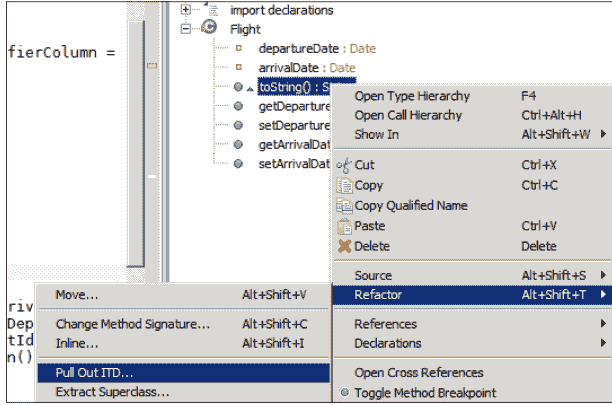 import declarations
Flight
fierColumn =
departureDate : Date
arrivalDate : Date
toString() : S
getDeparture
setDeparture
getArrivalDat
setArrivalDat
Open Type Hierarchy F4
Open Call Hierarchy Ctrl+Alt+H
Show In Alt+Shift+W
Cut Ctrl+X
Copy Ctrl+C
Copy Qualified Name
Paste Ctrl+V
Delete Delete
Source Alt+Shift+S
Refactor Alt+Shift+T
References
Declarations
Open Cross References
Toggle Method Breakpoint
riv
Dep
tId
n()
Move... Alt+Shift+V
Change Method Signature... Alt+Shift+C
Inline... Alt+Shift+I
Pull Out ITD...
Extract Superclass...